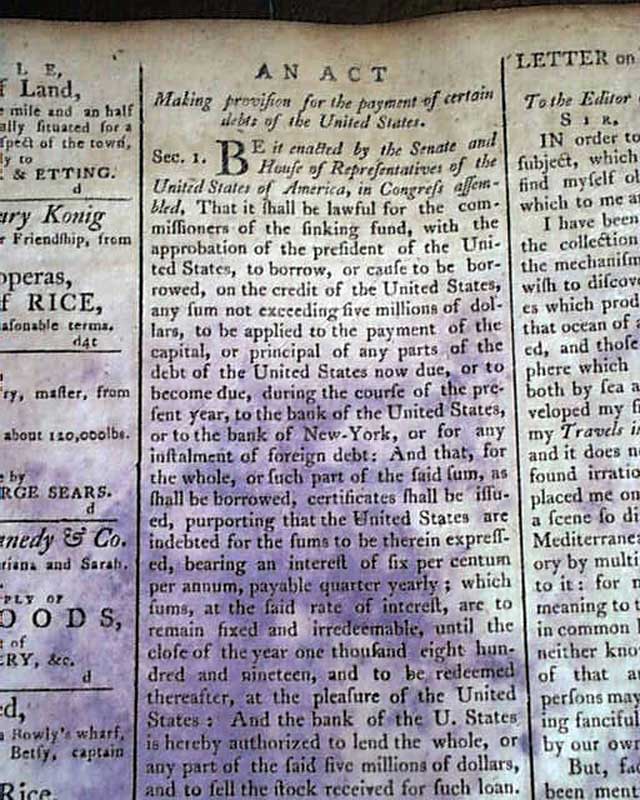 L E,
f Land,
e mile and an half
ally ſituated for a
ſpect of the town,
ly to
& ETTING.
d
ary Konig
r Friendſhip, from
operas,
f RICE,
aſonable terms.
d4t
ry, maſter, from
about 120,000lbs.
e by
RGE SEARS.
d
nnedy & Co.
riana and Sarah.
PLY OF
OODS,
t of
ERY, &c.
d
ed,
Bowly's wharf,
Betſy, captain
Rice.
AN ACT
Making proviſion for the payment of certain
debts of the United States.
Sec. 1. BE it enacted by the Senate and
Houſe of Repreſentatives of the
United States of America, in Congreſs aſſem-
bled, That it ſhall be lawful for the com-
miſſioners of the ſinking fund, with the
approbation of the preſident of the Uni-
ted States, to borrow, or cauſe to be bor-
rowed, on the credit of the United States,
any ſum not exceeding five millions of dol-
lars, to be applied to the payment of the
capital, or principal of any parts of the
debt of the United States now due, or to
become due, during the courſe of the pre-
ſent year, to the bank of the United States,
or to the bank of New-York, or for any
inſtalment of foreign debt: And that, for
the whole, or ſuch part of the ſaid ſum, as
ſhall be borrowed, certificates ſhall be iſſu-
ed, purporting that the United States are
indebted for the ſums to be therein expreſſ-
ed, bearing an intereſt of ſix per centum
per annum, payable quarter yearly; which
ſums, at the ſaid rate of intereſt, are to
remain fixed and irredeemable, until the
cloſe of the year one thouſand eight hun-
dred and nineteen, and to be redeemed
thereafter, at the pleaſure of the United
States: And the bank of the U. States
is hereby authorized to lend the whole, or
any part of the ſaid five millions of dollars,
and to ſell the ſtock received for ſuch loan.
LETTER on
To the Editor
SIR,
IN order to
ſubject, which
find myſelf ol
which to me a
I have been
the collection
the mechaniſm
wiſh to diſcov
es which prod
that ocean of
ed, and thoſe
phere which
both by ſea a
veloped my ſ
my Travels i
and it does n
found irratio
placed me on
a ſcene ſo di
Mediterranea
ory by multi
to it: for
meaning to
in common
neither kno
of that a
perſons may
ing fanciful
by our own
But, fac
been ment